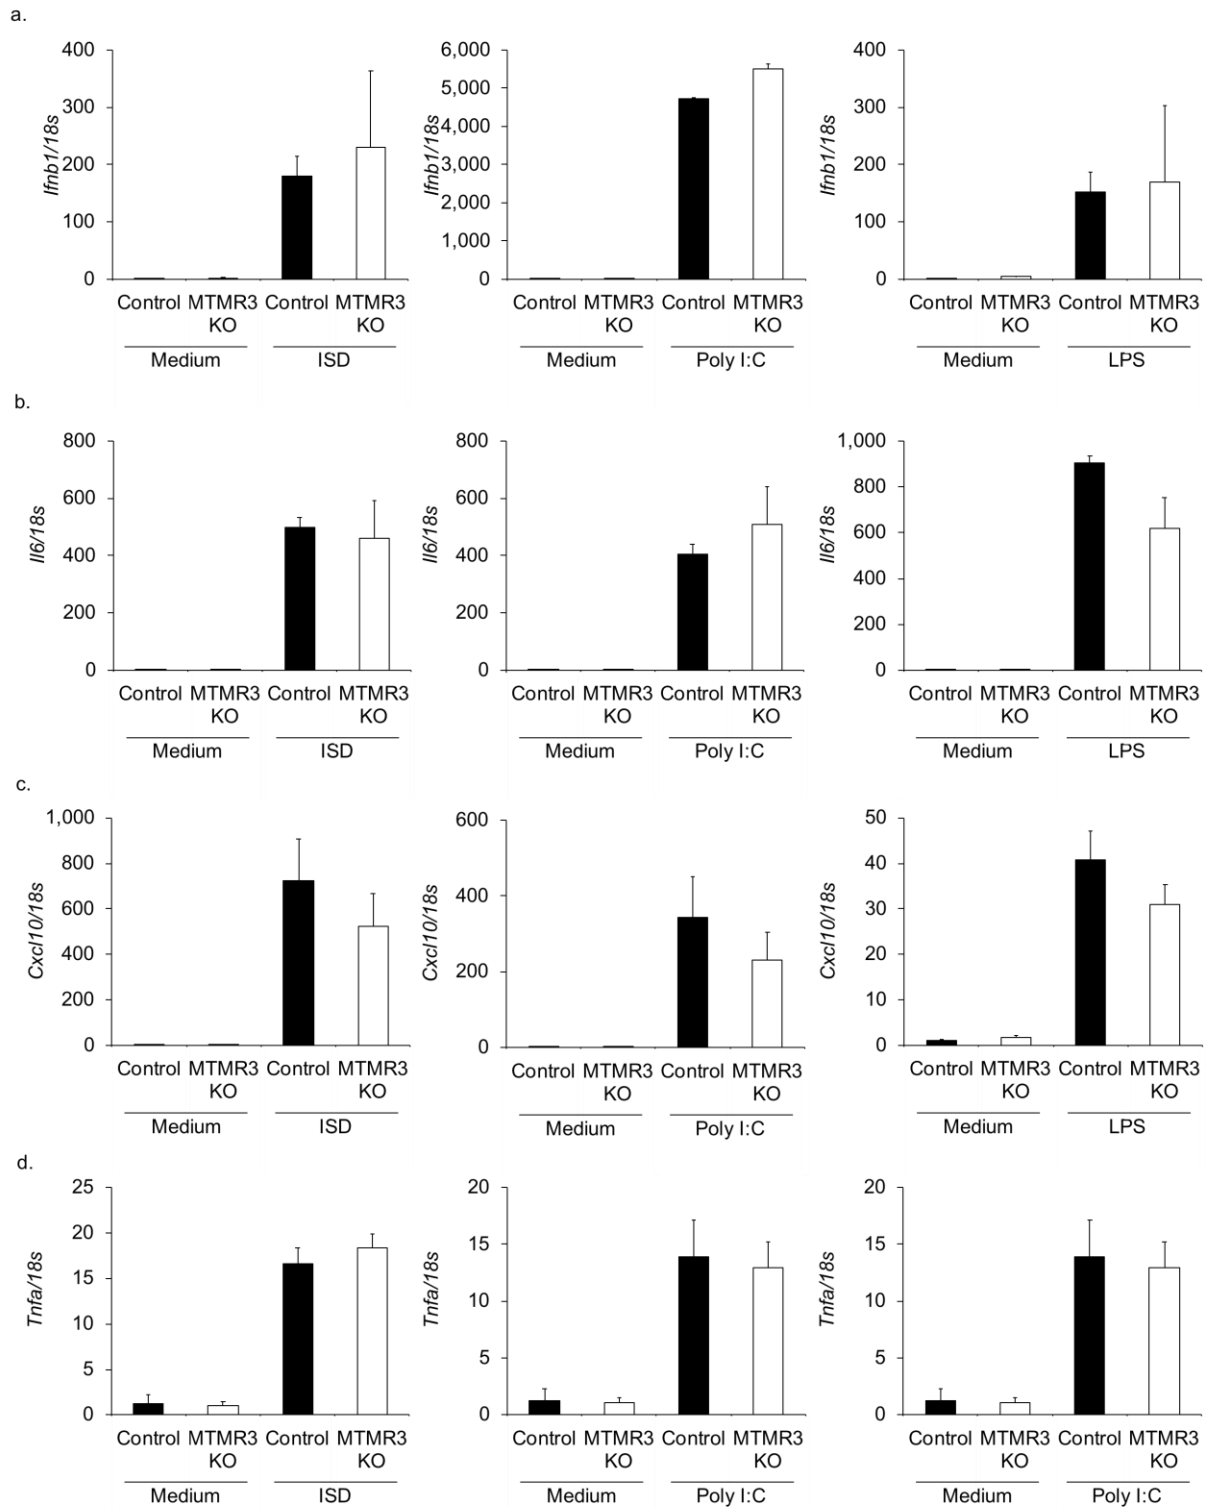 a.
400
300
200
100
0
Ifnb1/18s
Control MTMR3 Control MTMR3
KO KO
Medium ISD
6,000
5,000
4,000
3,000
2,000
1,000
0
Ifnb1/18s
Control MTMR3 Control MTMR3
KO KO
Medium Poly I:C
400
300
200
100
0
Ifnb1/18s
Control MTMR3 Control MTMR3
KO KO
Medium LPS
b.
800
600
400
200
0
Il6/18s
Control MTMR3 Control MTMR3
KO KO
Medium ISD
800
600
400
200
0
Il6/18s
Control MTMR3 Control MTMR3
KO KO
Medium Poly I:C
1,000
800
600
400
200
0
Il6/18s
Control MTMR3 Control MTMR3
KO KO
Medium LPS
c.
1,000
800
600
400
200
0
Cxcl10/18s
Control MTMR3 Control MTMR3
KO KO
Medium ISD
600
400
200
0
Cxcl10/18s
Control MTMR3 Control MTMR3
KO KO
Medium Poly I:C
50
40
30
20
10
0
Cxcl10/18s
Control MTMR3 Control MTMR3
KO KO
Medium LPS
d.
25
20
15
10
5
0
Tnfa/18s
Control MTMR3 Control MTMR3
KO KO
Medium ISD
20
15
10
5
0
Tnfa/18s
Control MTMR3 Control MTMR3
KO KO
Medium Poly I:C
20
15
10
5
0
Tnfa/18s
Control MTMR3 Control MTMR3
KO KO
Medium Poly I:C